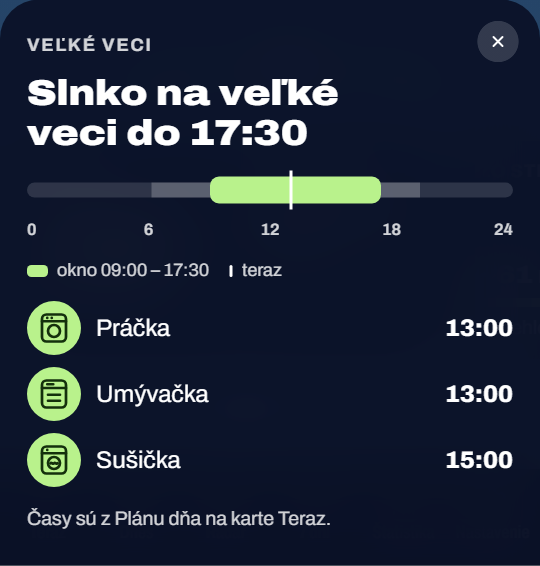 VEĽKÉ VECI
Slnko na veľké
veci do 17:30
0 6 12 18 24
okno 09:00 – 17:30 teraz
Práčka 13:00
Umývačka 13:00
Sušička 15:00
Časy sú z Plánu dňa na karte Teraz.